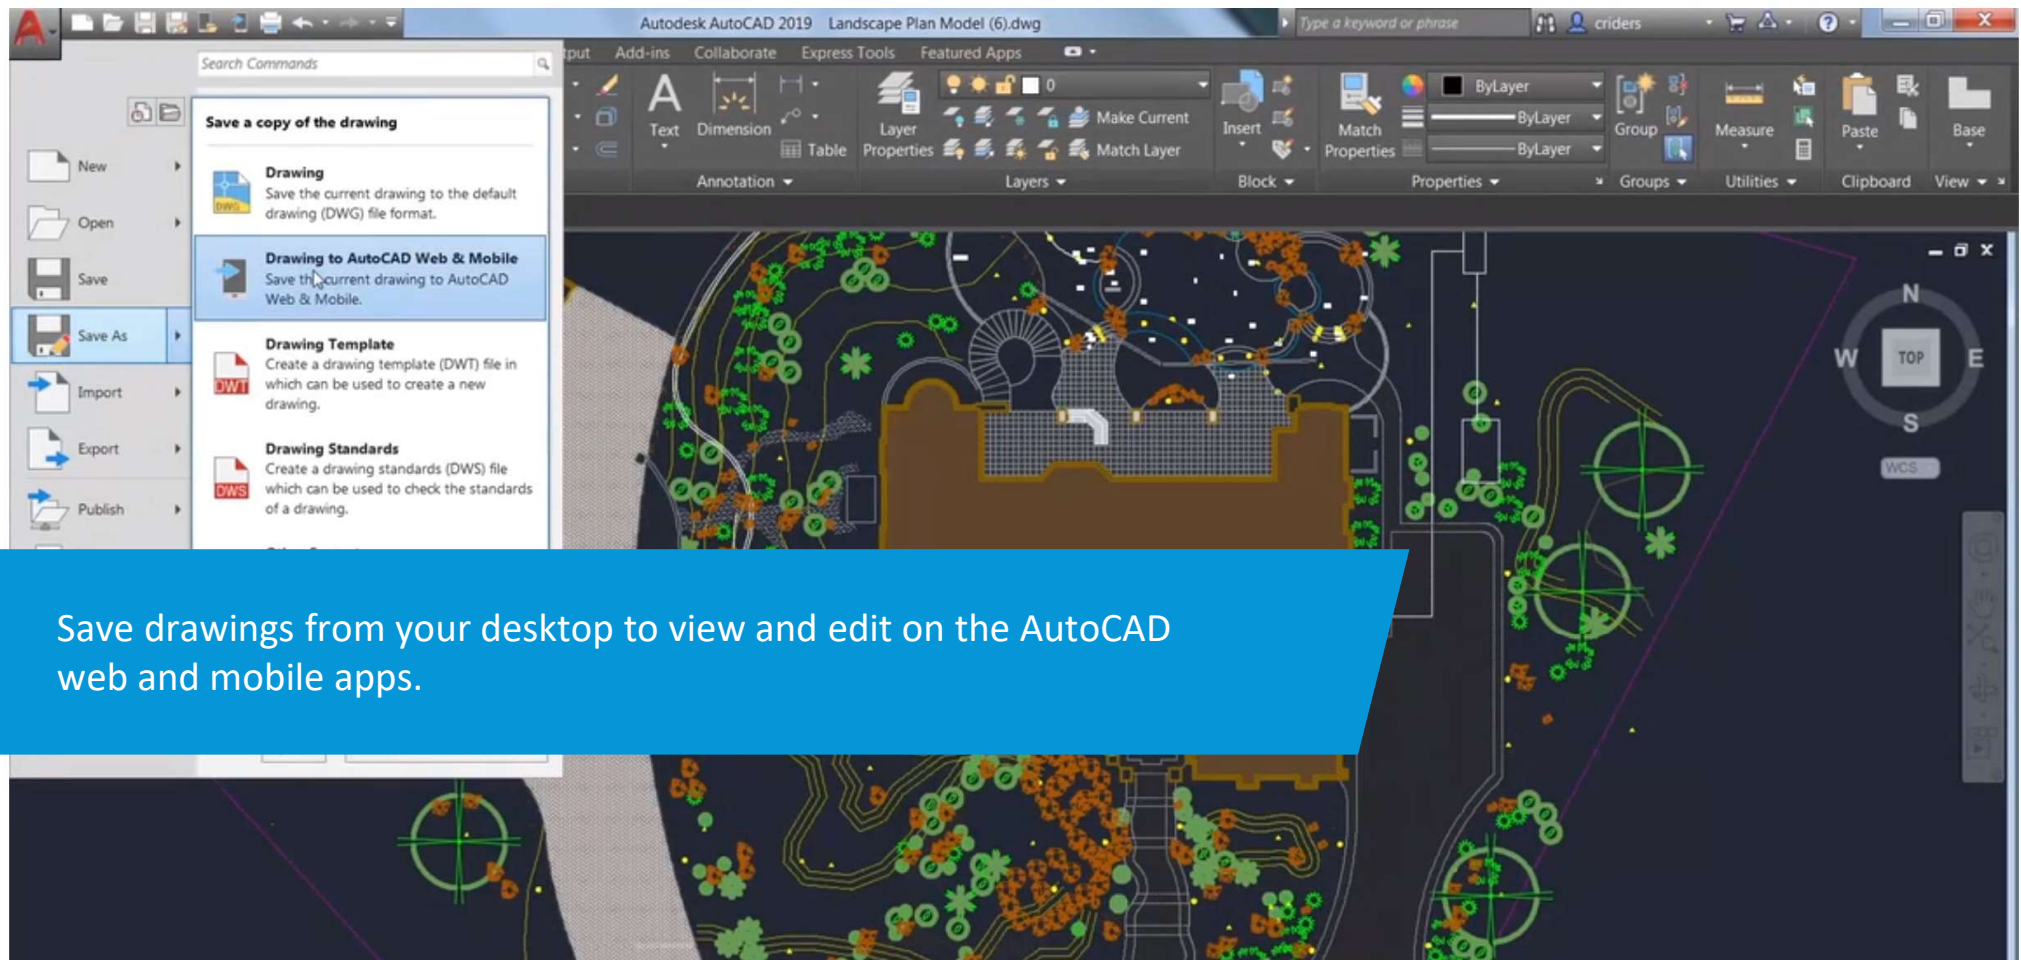 Autodesk AutoCAD 2019 Landscape Plan Model (6).dwg
Type a keyword or phrase
criders
Search Commands
Add-ins Collaborate Express Tools Featured Apps
Save a copy of the drawing
New
Open
Save
Save As
Import
Export
Publish
Drawing
Save the current drawing to the default
drawing (DWG) file format.
DWG
Drawing to AutoCAD Web & Mobile
Save the current drawing to AutoCAD
Web & Mobile.
Drawing Template
Create a drawing template (DWT) file in
which can be used to create a new
drawing.
DWT
Drawing Standards
Create a drawing standards (DWS) file
which can be used to check the standards
of a drawing.
DWS
Text
Dimension
Table
Annotation
Layer
Properties
0
Make Current
Match Layer
Layers
Insert
Block
Match
Properties
ByLayer
ByLayer
ByLayer
Properties
Group
Groups
Measure
Utilities
Paste
Clipboard
Base
View
N
W TOP E
S
WCS
Save drawings from your desktop to view and edit on the AutoCAD
web and mobile apps.